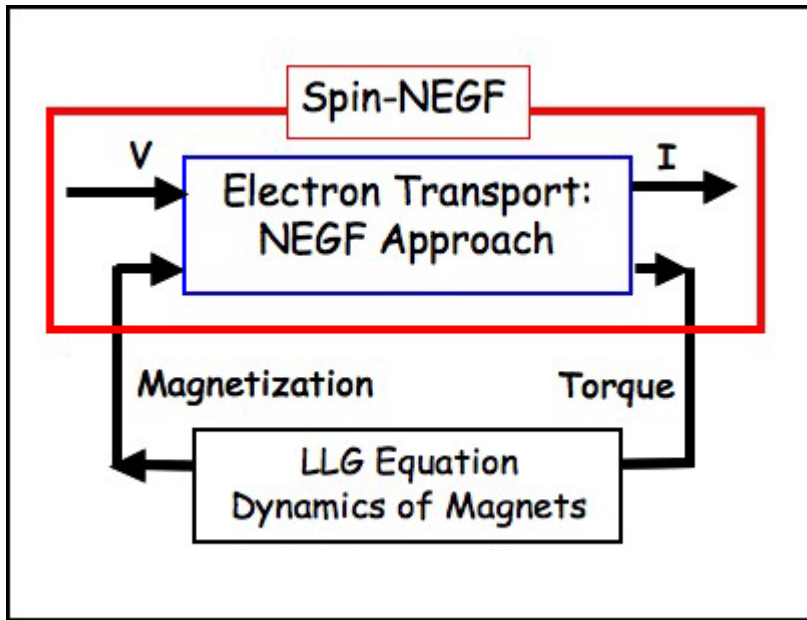 Spin-NEGF
V
I
Electron Transport:
NEGF Approach
Magnetization
Torque
LLG Equation
Dynamics of Magnets